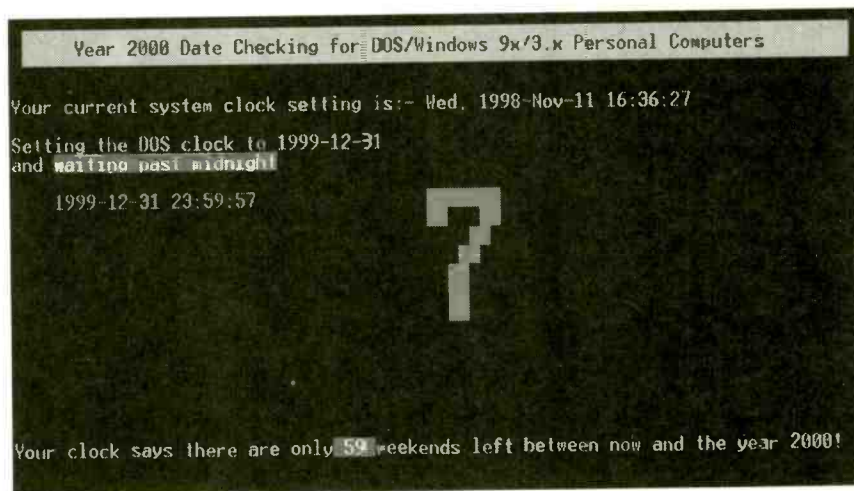 Year 2000 Date Checking for DOS/Windows 9x/3.x Personal Computers
Your current system clock setting is:- Wed, 1998-Nov-11 16:36:27
Setting the DOS clock to 1999-12-31
and waiting past midnight
1999-12-31 23:59:57
?
Your clock says there are only 59 weekends left between now and the year 2000!